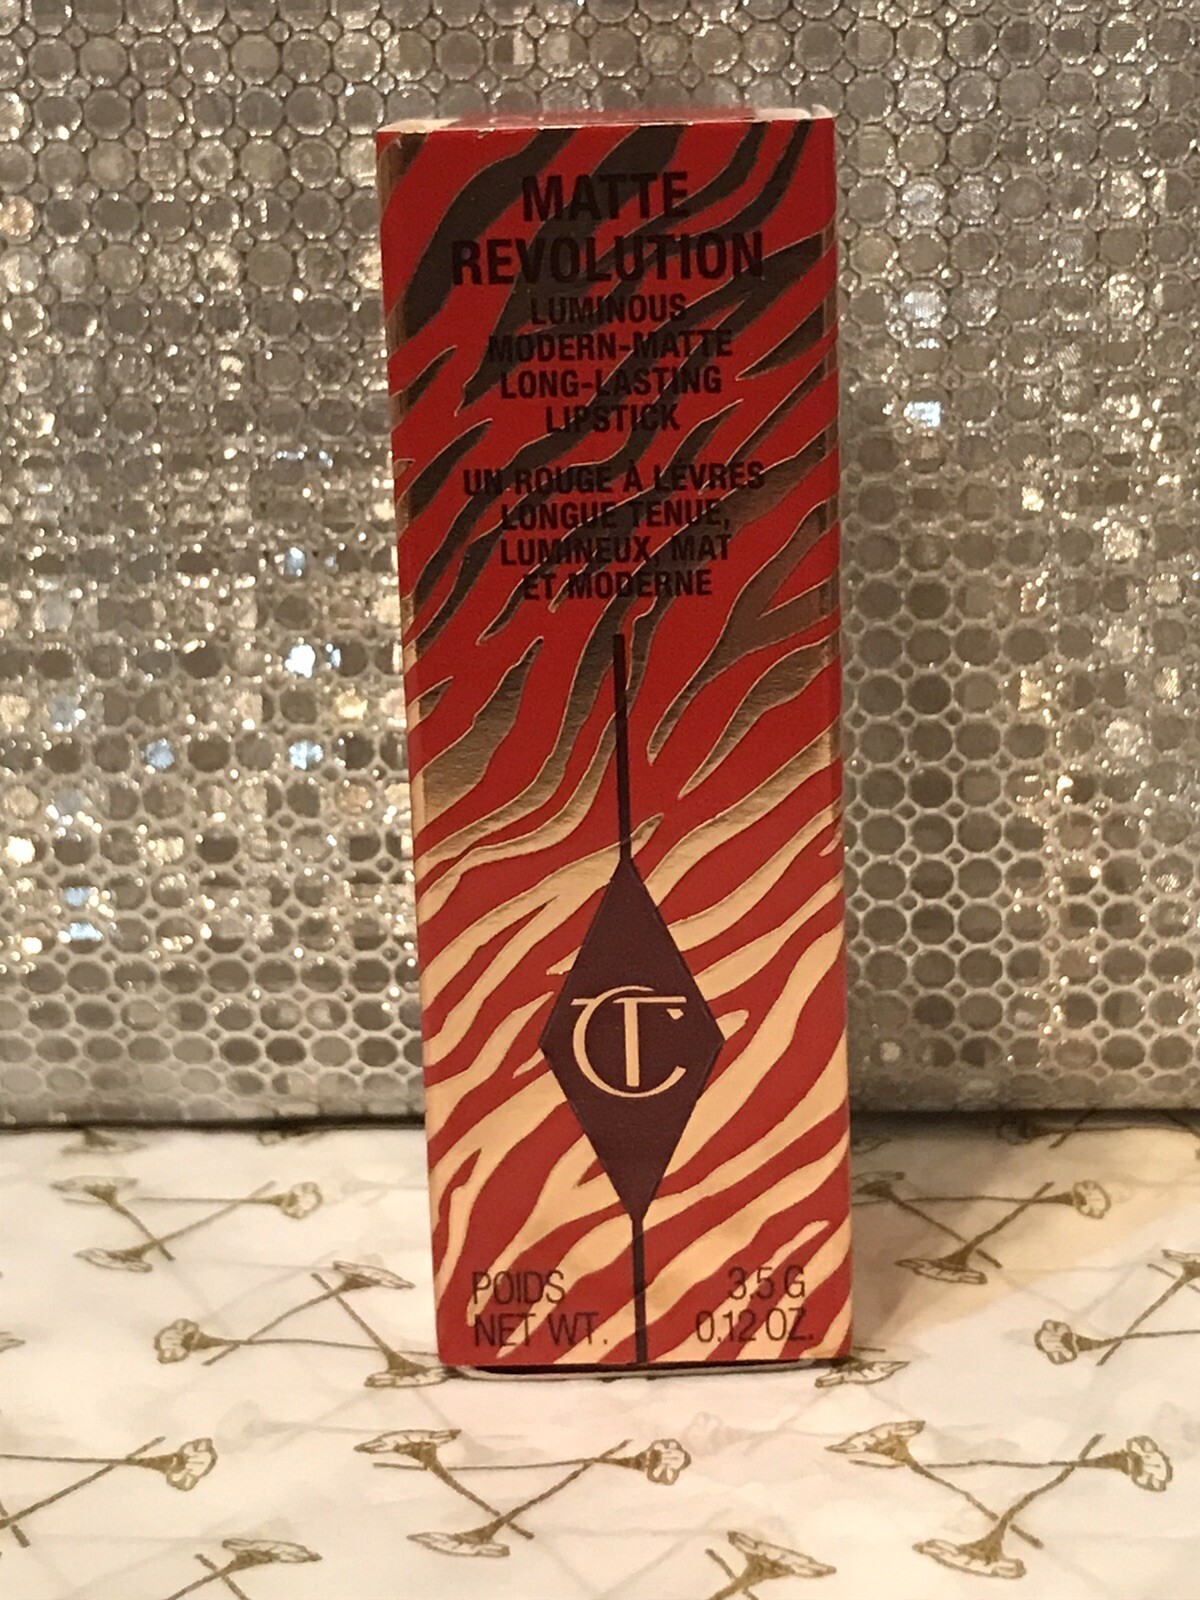 MATTE
REVOLUTION
LUMINOUS
MODERN-MATTE
LONG-LASTING
LIPSTICK
UN ROUGE À LÈVRES
LONGUE TENUE,
LUMINEUX, MAT
ET MODERNE
CT
POIDS 3.5 G
NET WT. 0.12 OZ.